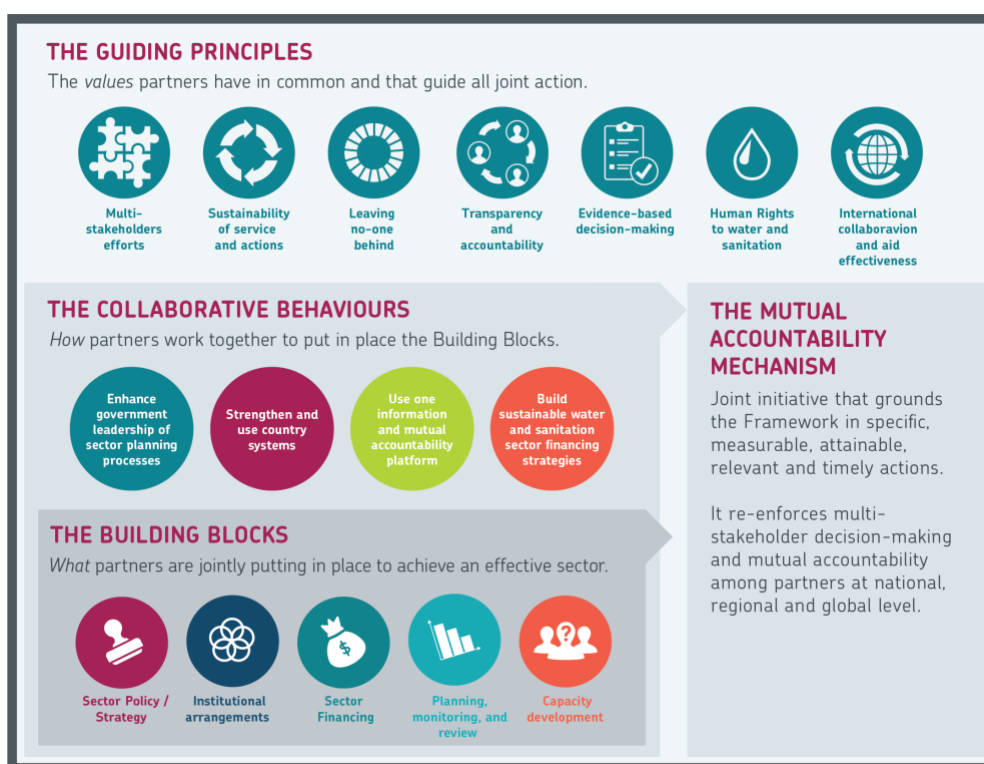 THE GUIDING PRINCIPLES
The values partners have in common and that guide all joint action.
Multi-
stakeholders
efforts
Sustainability
of service
and actions
Leaving
no-one
behind
Transparency
and
accountability
Evidence-based
decision-making
Human Rights
to water and
sanitation
International
collaboravion
and aid
effectiveness
THE COLLABORATIVE BEHAVIOURS
How partners work together to put in place the Building Blocks.
Enhance
government
leadership of
sector planning
processes
Strengthen and
use country
systems
Use one
information
and mutual
accountability
platform
Build
sustainable water
and sanitation
sector financing
strategies
THE BUILDING BLOCKS
What partners are jointly putting in place to achieve an effective sector.
$
?
Sector Policy /
Strategy
Institutional
arrangements
Sector
Financing
Planning,
monitoring, and
review
Capacity
development
THE MUTUAL
ACCOUNTABILITY
MECHANISM
Joint initiative that grounds
the Framework in specific,
measurable, attainable,
relevant and timely actions.
It re-enforces multi-
stakeholder decision-making
and mutual accountability
among partners at national,
regional and global level.